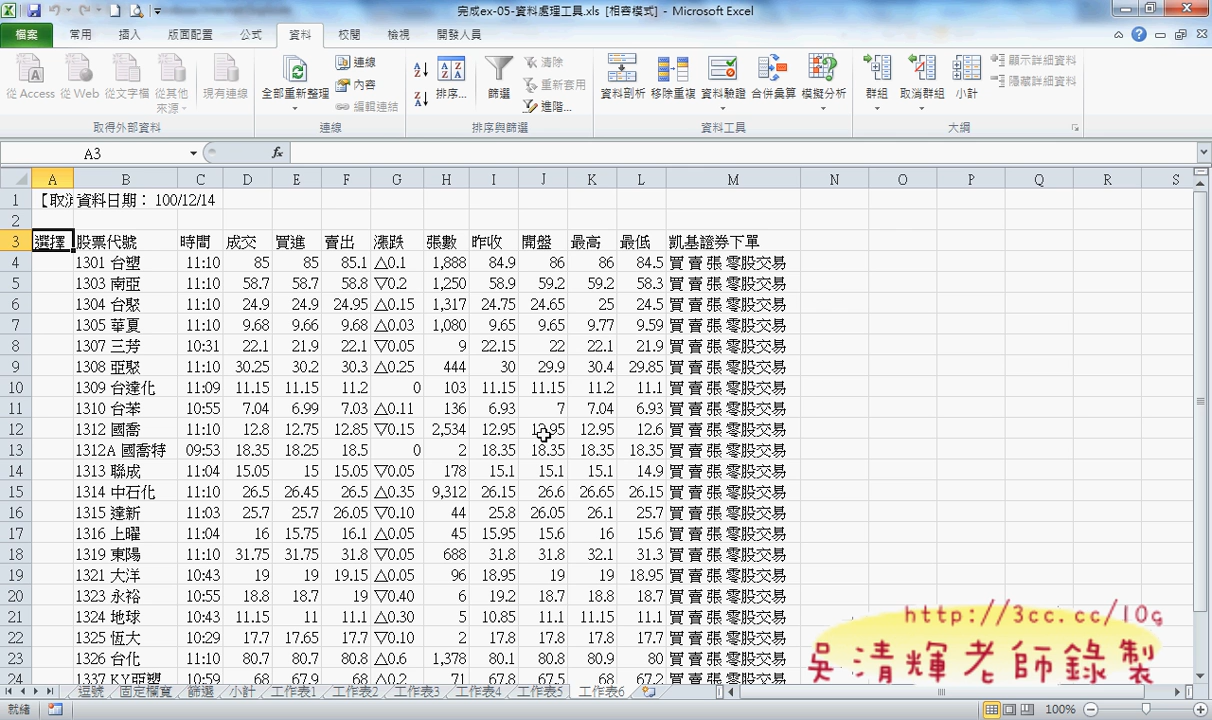 完成ex-05-資料處理工具.xls [相容模式] - Microsoft Excel
檔案 常用 插入 版面配置 公式 資料 校閱 檢視 開發人員
從 Access 從 Web 從文字檔 從其他來源 現有連線 全部重新整理 連線 內容 編輯連結 排序... 篩選 清除 重新套用 進階... 資料剖析 移除重複 資料驗證 合併彙算 模擬分析 群組 取消群組 小計 顯示詳細資料 隱藏詳細資料
取得外部資料 連線 排序與篩選 資料工具 大綱
A3 fx
A B C D E F G H I J K L M N O P Q R S
1 【取消 資料日期： 100/12/14
2
3 選擇 股票代號 時間 成交 買進 賣出 漲跌 張數 昨收 開盤 最高 最低 凱基證券下單
4 1301 台塑 11:10 85 85 85.1 △0.1 1,888 84.9 86 86 84.5 買 賣 張 零股交易
5 1303 南亞 11:10 58.7 58.7 58.8 ▽0.2 1,250 58.9 59.2 59.2 58.3 買 賣 張 零股交易
6 1304 台聚 11:10 24.9 24.9 24.95 △0.15 1,317 24.75 24.65 25 24.5 買 賣 張 零股交易
7 1305 華夏 11:10 9.68 9.66 9.68 △0.03 1,080 9.65 9.65 9.77 9.59 買 賣 張 零股交易
8 1307 三芳 10:31 22.1 21.9 22.1 ▽0.05 9 22.15 22 22.1 21.9 買 賣 張 零股交易
9 1308 亞聚 11:10 30.25 30.2 30.3 △0.25 444 30 29.9 30.4 29.85 買 賣 張 零股交易
10 1309 台達化 11:09 11.15 11.15 11.2 0 103 11.15 11.15 11.2 11.1 買 賣 張 零股交易
11 1310 台苯 10:55 7.04 6.99 7.03 △0.11 136 6.93 7 7.04 6.93 買 賣 張 零股交易
12 1312 國喬 11:10 12.8 12.75 12.85 ▽0.15 2,534 12.95 12.95 12.95 12.6 買 賣 張 零股交易
13 1312A 國喬特 09:53 18.35 18.25 18.5 0 2 18.35 18.35 18.35 18.35 買 賣 張 零股交易
14 1313 聯成 11:04 15.05 15 15.05 ▽0.05 178 15.1 15.1 15.1 14.9 買 賣 張 零股交易
15 1314 中石化 11:10 26.5 26.45 26.5 △0.35 9,312 26.15 26.6 26.65 26.15 買 賣 張 零股交易
16 1315 達新 11:03 25.7 25.7 26.05 ▽0.10 44 25.8 26.05 26.1 25.7 買 賣 張 零股交易
17 1316 上曜 11:04 16 15.75 16.1 △0.05 45 15.95 15.6 16 15.6 買 賣 張 零股交易
18 1319 東陽 11:10 31.75 31.75 31.8 ▽0.05 688 31.8 31.8 32.1 31.3 買 賣 張 零股交易
19 1321 大洋 10:43 19 19 19.15 △0.05 96 18.95 19 19 18.95 買 賣 張 零股交易
20 1323 永裕 10:55 18.8 18.7 19 ▽0.40 6 19.2 18.7 18.8 18.7 買 賣 張 零股交易
21 1324 地球 10:43 11.15 11 11.1 △0.30 5 10.85 11.1 11.15 11.1 買 賣 張 零股交易
22 1325 恆大 10:29 17.7 17.65 17.7 ▽0.10 2 17.8 17.8 17.8 17.7 買 賣 張 零股交易
23 1326 台化 11:10 80.7 80.7 80.8 △0.6 1,378 80.1 80.8 80.9 80 買 賣 張 零股交易
24 1337 KY亞塑 10:59 68 67.9 68 △0.2 71 67.8 67.5 68 67.2 買 賣 張 零股交易
http://3cc.cc/10g
吳清輝老師錄製
逗號 固定欄寬 篩選 小計 工作表1 工作表2 工作表3 工作表4 工作表5 工作表6
就緒 100%